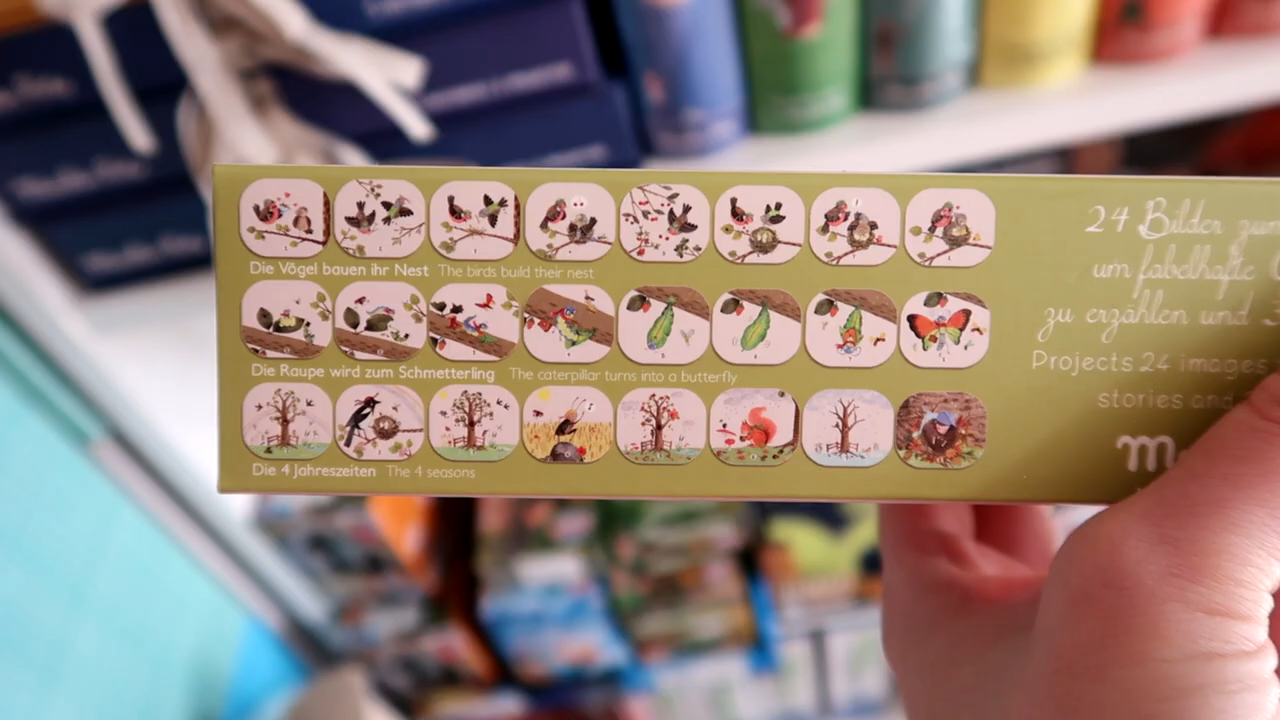 Die Vögel bauen ihr Nest The birds build their nest
Die Raupe wird zum Schmetterling The caterpillar turns into a butterfly
Die 4 Jahreszeiten The 4 seasons
24 Bilder zum
um fabelhafte
zu erzählen und
Projects 24 images
stories and